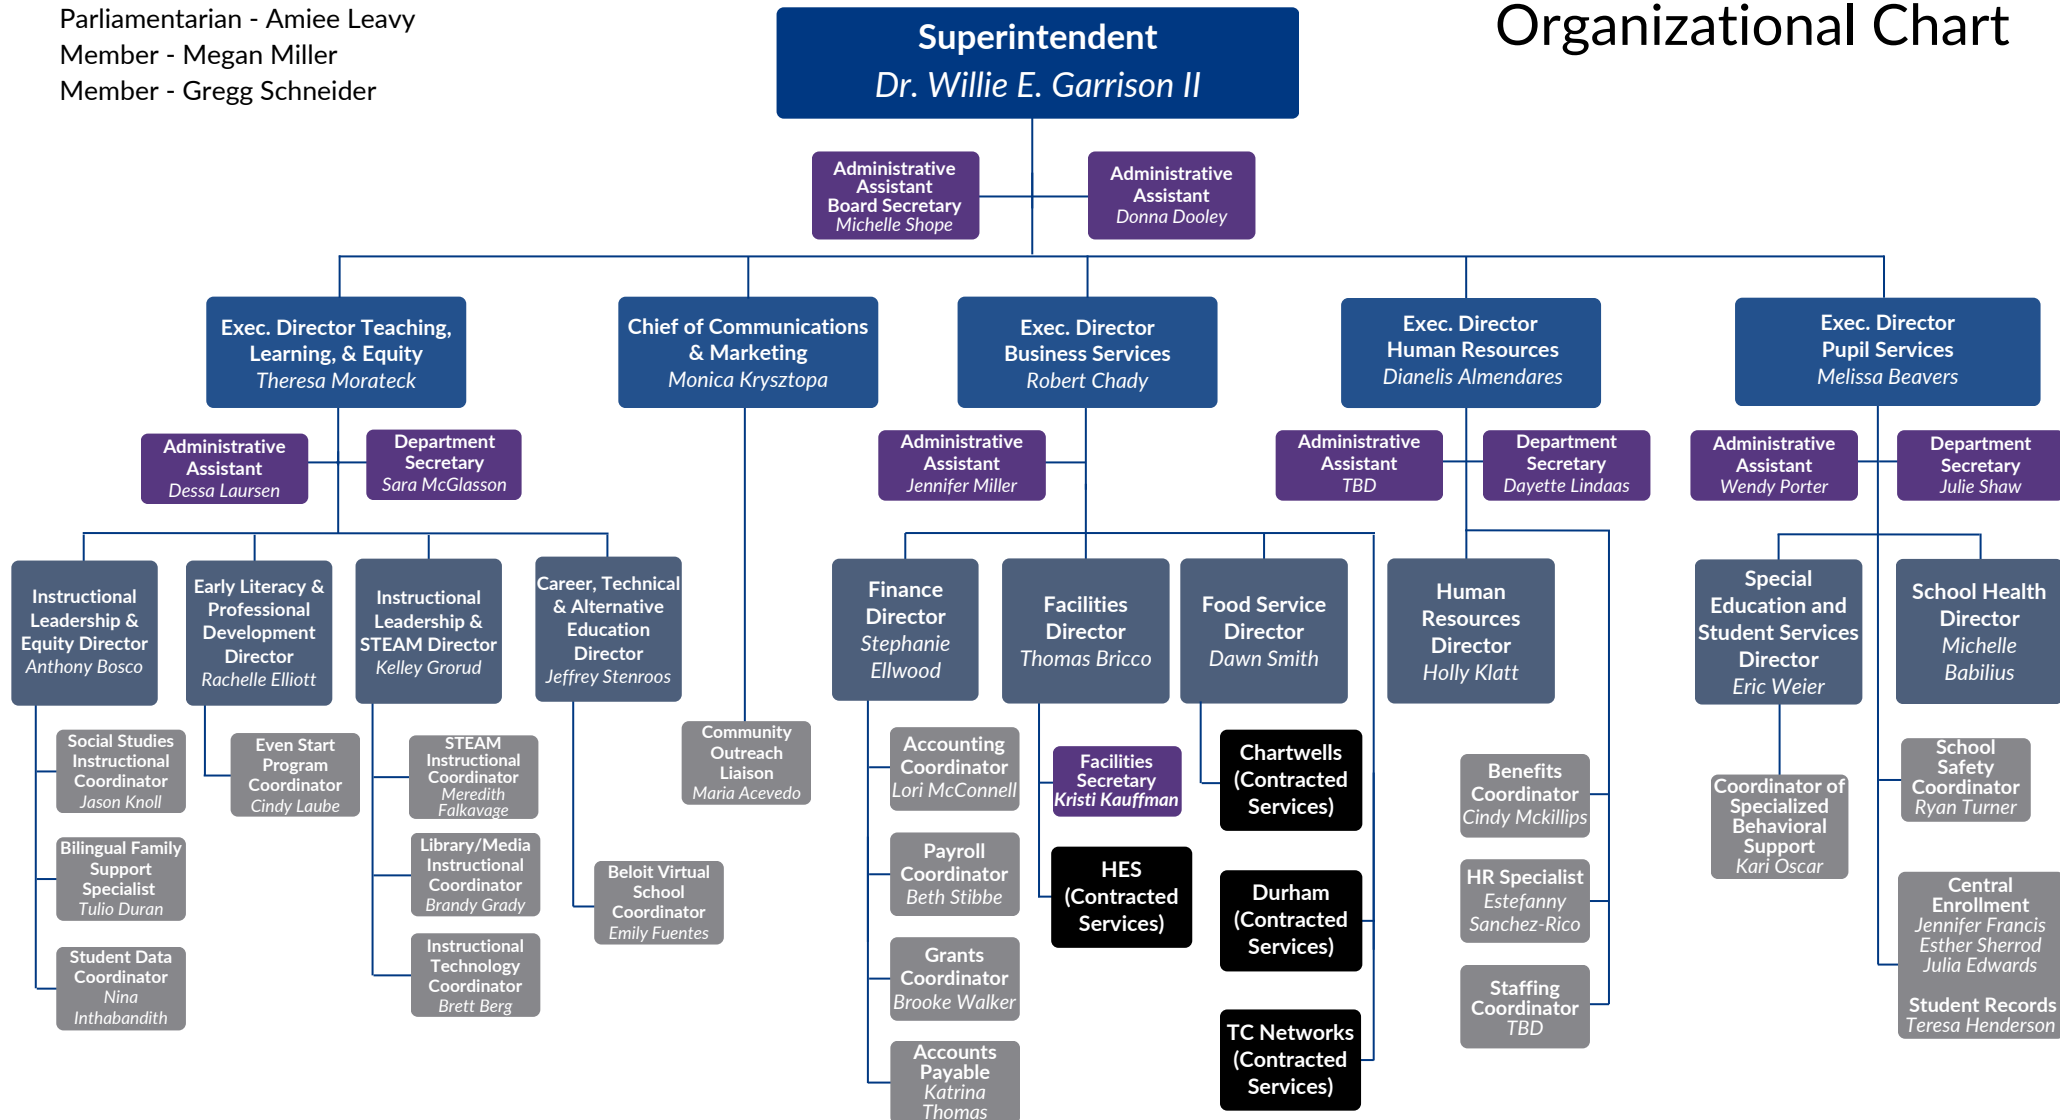 Parliamentarian - Amiee Leavy
Member - Megan Miller
Member - Gregg Schneider
Organizational Chart
Superintendent
Dr. Willie E. Garrison II
Administrative
Assistant
Board Secretary
Michelle Shope
Administrative
Assistant
Donna Dooley
Exec. Director Teaching,
Learning, & Equity
Theresa Morateck
Chief of Communications
& Marketing
Monica Krysztopa
Exec. Director
Business Services
Robert Chady
Exec. Director
Human Resources
Dianelis Almendares
Exec. Director
Pupil Services
Melissa Beavers
Administrative
Assistant
Dessa Laursen
Department
Secretary
Sara McGlasson
Administrative
Assistant
Jennifer Miller
Administrative
Assistant
TBD
Department
Secretary
Dayette Lindaas
Administrative
Assistant
Wendy Porter
Department
Secretary
Julie Shaw
Instructional
Leadership &
Equity Director
Anthony Bosco
Early Literacy &
Professional
Development
Director
Rachelle Elliott
Instructional
Leadership &
STEAM Director
Kelley Grorud
Career, Technical
& Alternative
Education
Director
Jeffrey Stenroos
Finance
Director
Stephanie
Ellwood
Facilities
Director
Thomas Bricco
Food Service
Director
Dawn Smith
Human
Resources
Director
Holly Klatt
Special
Education and
Student Services
Director
Eric Weier
School Health
Director
Michelle
Babilius
Social Studies
Instructional
Coordinator
Jason Knoll
Bilingual Family
Support
Specialist
Tulio Duran
Student Data
Coordinator
Nina
Inthabandith
Even Start
Program
Coordinator
Cindy Laube
STEAM
Instructional
Coordinator
Meredith
Falkavage
Library/Media
Instructional
Coordinator
Brandy Grady
Instructional
Technology
Coordinator
Brett Berg
Beloit Virtual
School
Coordinator
Emily Fuentes
Community
Outreach
Liaison
Maria Acevedo
Accounting
Coordinator
Lori McConnell
Payroll
Coordinator
Beth Stibbe
Grants
Coordinator
Brooke Walker
Accounts
Payable
Katrina
Thomas
Facilities
Secretary
Kristi Kauffman
HES
(Contracted
Services)
Chartwells
(Contracted
Services)
Durham
(Contracted
Services)
TC Networks
(Contracted
Services)
Benefits
Coordinator
Cindy Mckillips
HR Specialist
Estefanny
Sanchez-Rico
Staffing
Coordinator
TBD
Coordinator of
Specialized
Behavioral
Support
Kari Oscar
School
Safety
Coordinator
Ryan Turner
Central
Enrollment
Jennifer Francis
Esther Sherrod
Julia Edwards
Student Records
Teresa Henderson